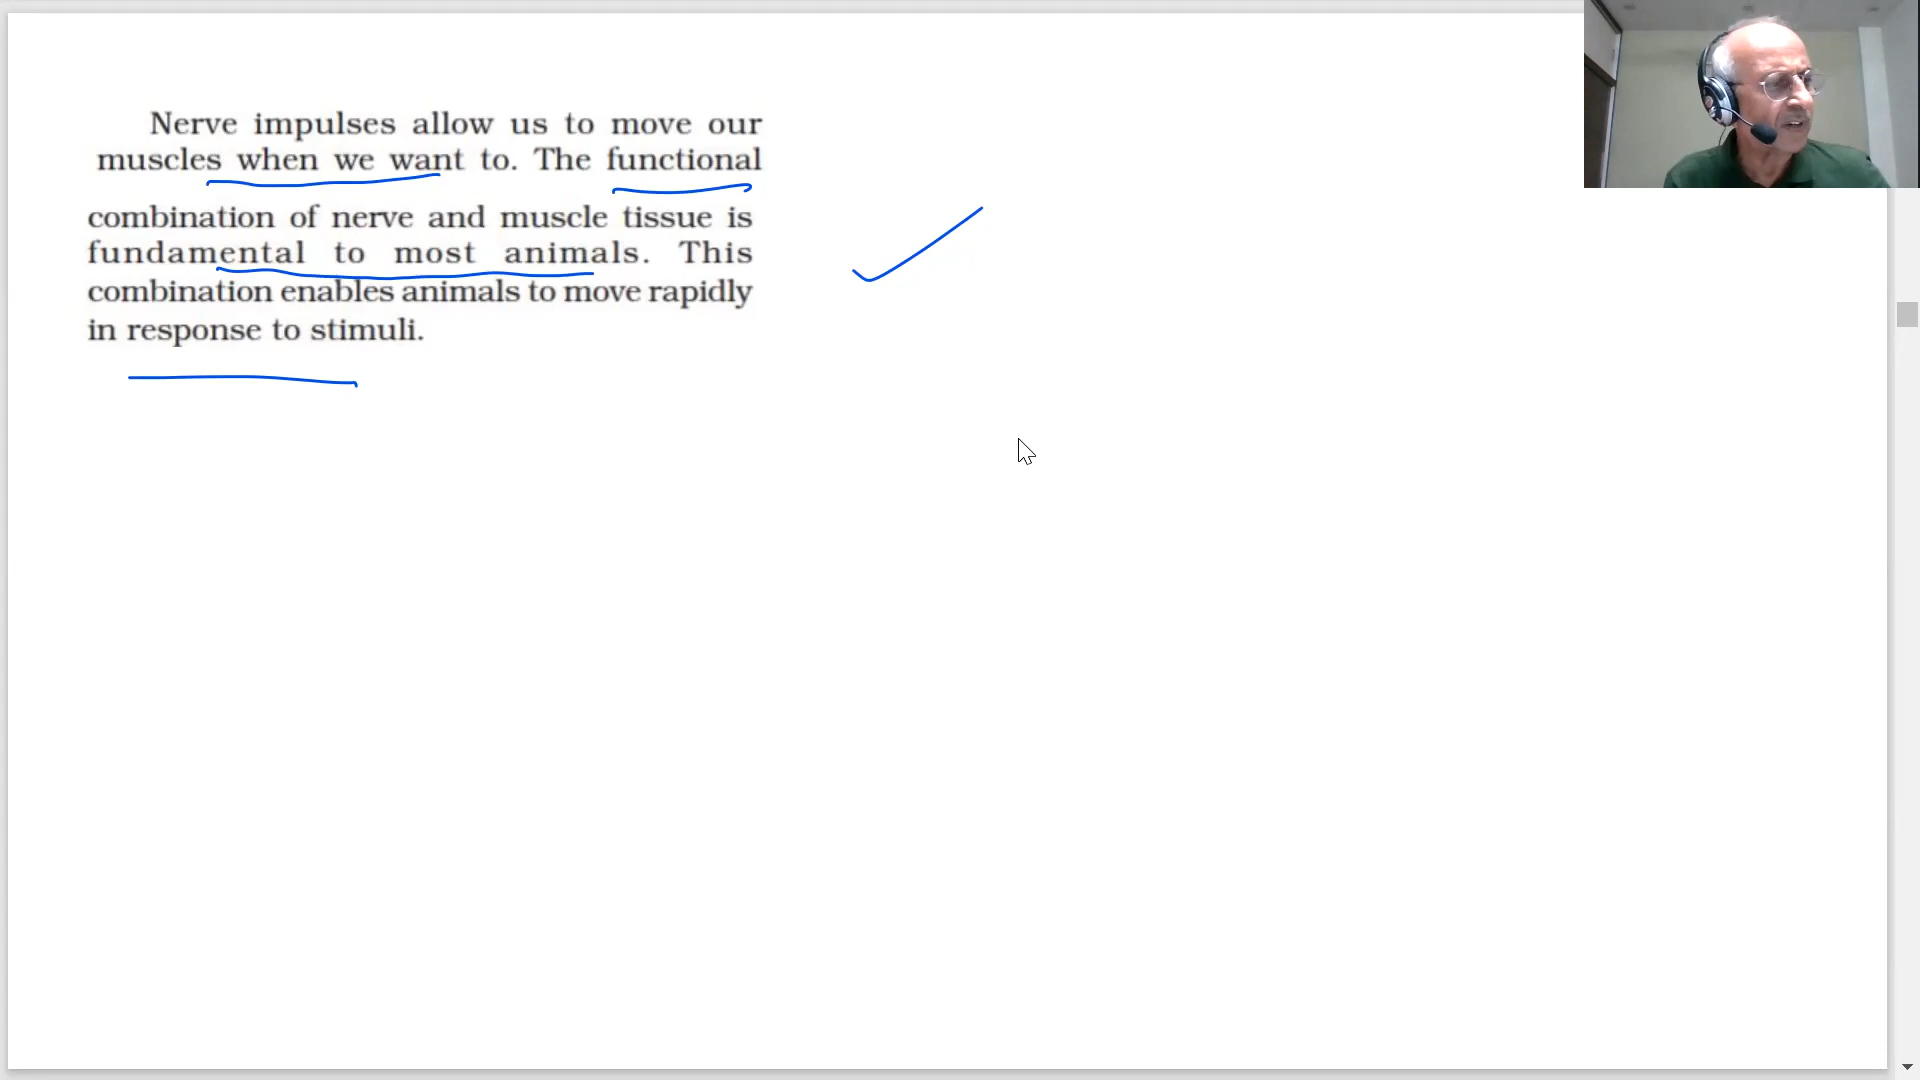 Nerve impulses allow us to move our
muscles when we want to. The functional
combination of nerve and muscle tissue is
fundamental to most animals. This
combination enables animals to move rapidly
in response to stimuli.